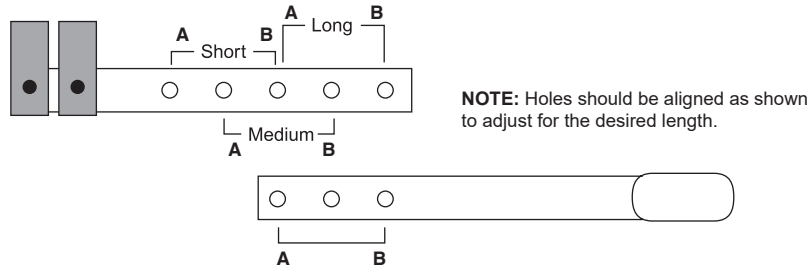 A B
A Short B Long
NOTE: Holes should be aligned as shown
to adjust for the desired length.
Medium
A B
A B